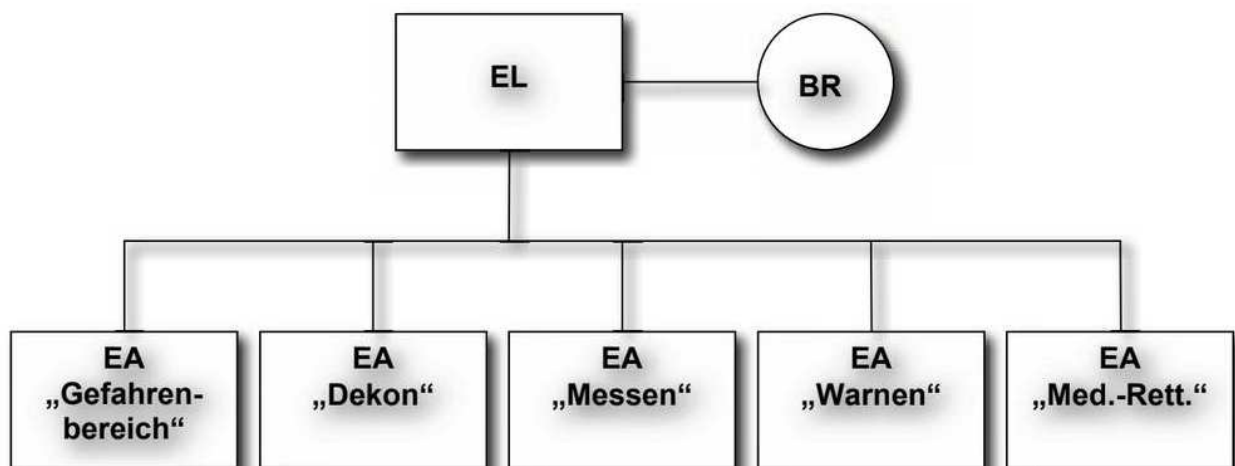 EL
BR
EA
„Gefahren-
bereich“
EA
„Dekon“
EA
„Messen“
EA
„Warnen“
EA
„Med.-Rett.“